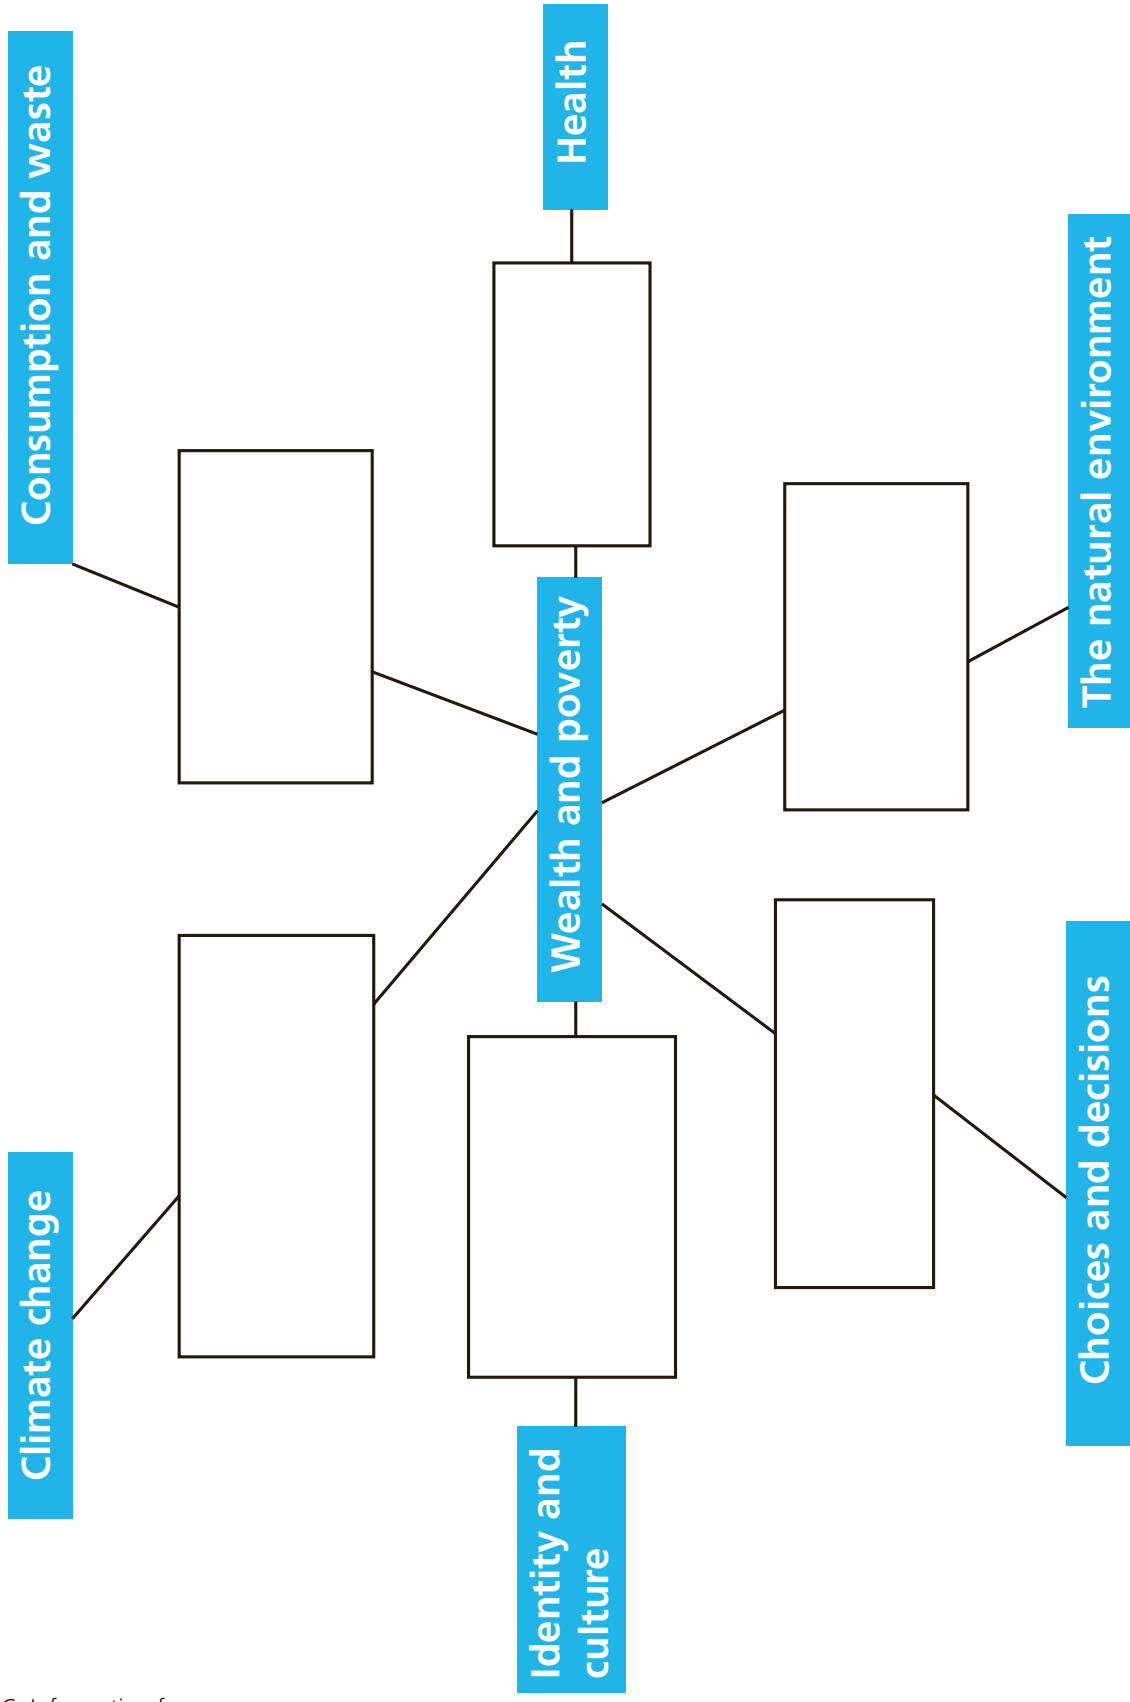 Consumption and waste
Health
The natural environment
Wealth and poverty
Climate change
Identity and
culture
Choices and decisions